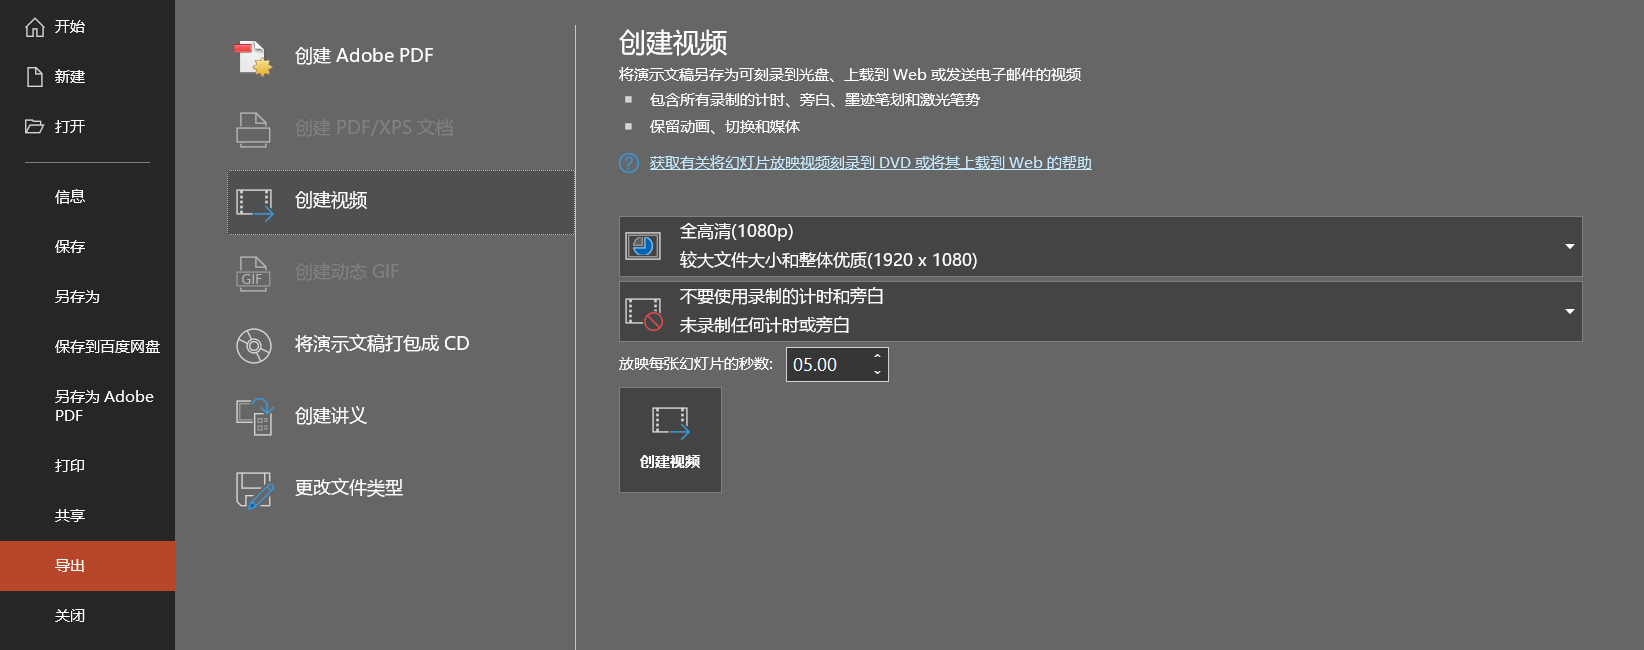 开始
新建
打开
信息
保存
另存为
保存到百度网盘
另存为 Adobe
PDF
打印
共享
导出
关闭
创建 Adobe PDF
创建 PDF/XPS 文档
创建视频
创建动态 GIF
GIF
将演示文稿打包成 CD
创建讲义
更改文件类型
创建视频
将演示文稿另存为可刻录到光盘、上载到 Web 或发送电子邮件的视频
包含所有录制的计时、旁白、墨迹笔划和激光笔势
保留动画、切换和媒体
获取有关将幻灯片放映视频刻录到 DVD 或将其上载到 Web 的帮助
全高清(1080p)
较大文件大小和整体优质(1920 x 1080)
不要使用录制的计时和旁白
未录制任何计时或旁白
放映每张幻灯片的秒数: 05.00
创建视频